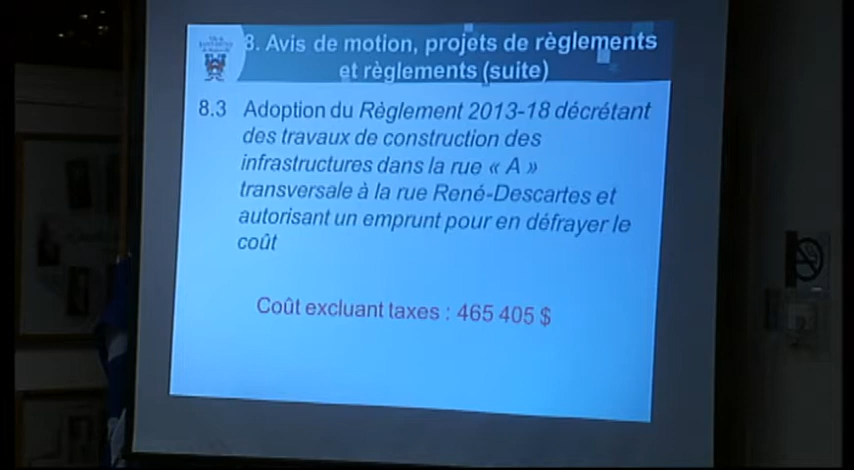 8. Avis de motion, projets de règlements
et règlements (suite)
8.3 Adoption du Règlement 2013-18 décrétant
des travaux de construction des
infrastructures dans la rue « A »
transversale à la rue René-Descartes et
autorisant un emprunt pour en défrayer le
coût
Coût excluant taxes : 465 405 $